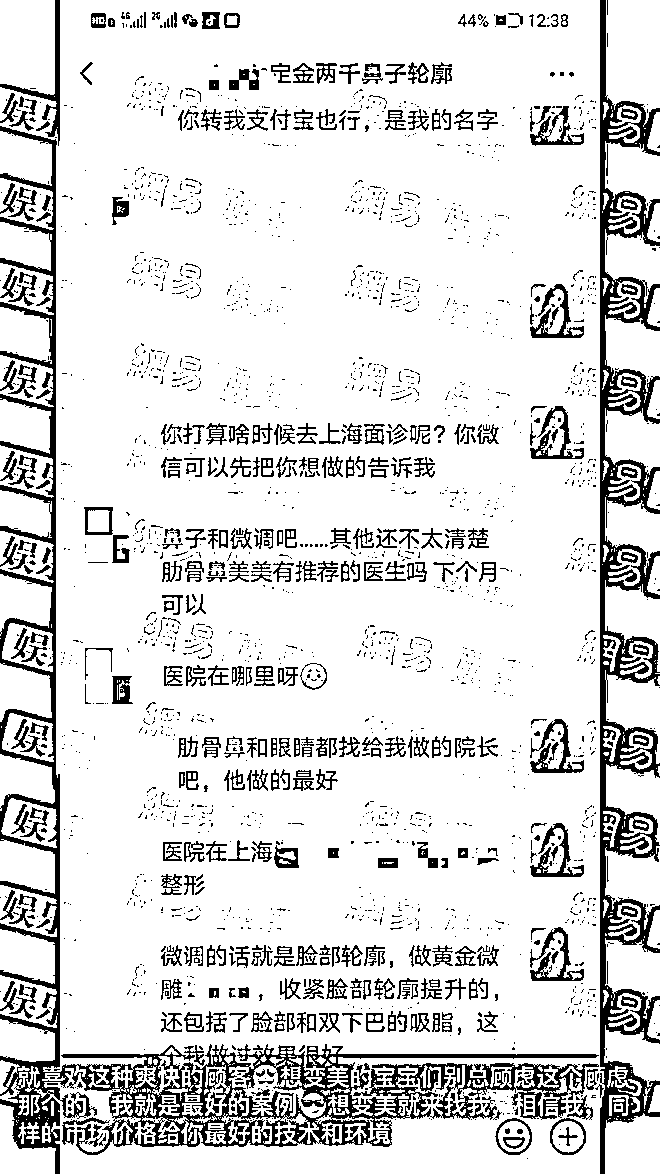 44% 12:38
宝金两千鼻子轮廓
你转我支付宝也行，是我的名字
你打算啥时候去上海面诊呢？你微
信可以先把你想做的告诉我
鼻子和微调吧……其他还不太清楚
肋骨鼻美美有推荐的医生吗 下个月
可以
医院在哪里呀
肋骨鼻和眼睛都找给我做的院长
吧，他做的最好
医院在上海
整形
微调的话就是脸部轮廓，做黄金微
雕，收紧脸部轮廓提升的，
还包括了脸部和双下巴的吸脂，这
个我做过效果很好
就喜欢这种爽快的顾客想变美的宝宝们别总顾虑这个顾虑
那个的，我就是最好的案例😎想变美就来找我，相信我，同
样的市场价格给你最好的技术和环境
網易
娱乐